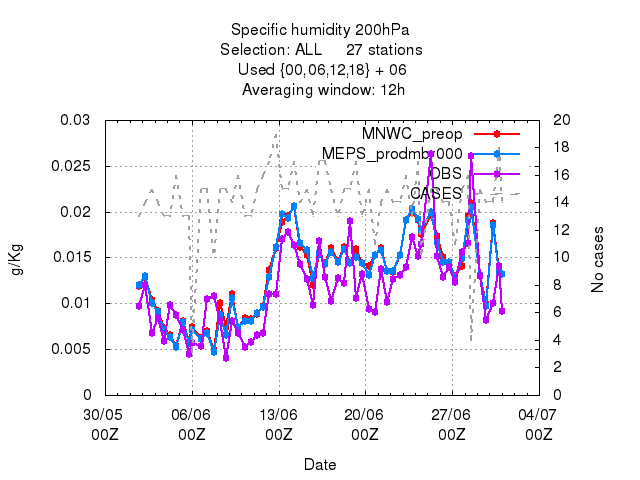 Specific humidity 200hPa
Selection: ALL 27 stations
Used {00,06,12,18} + 06
Averaging window: 12h
0.03
0.025
0.02
0.015
0.01
0.005
0
g/Kg
20
18
16
14
12
10
8
6
4
2
0
No cases
MNWC_preop
MEPS_prodmbr000
OBS
CASES
30/05 06/06 13/06 20/06 27/06 04/07
00Z 00Z 00Z 00Z 00Z 00Z
Date